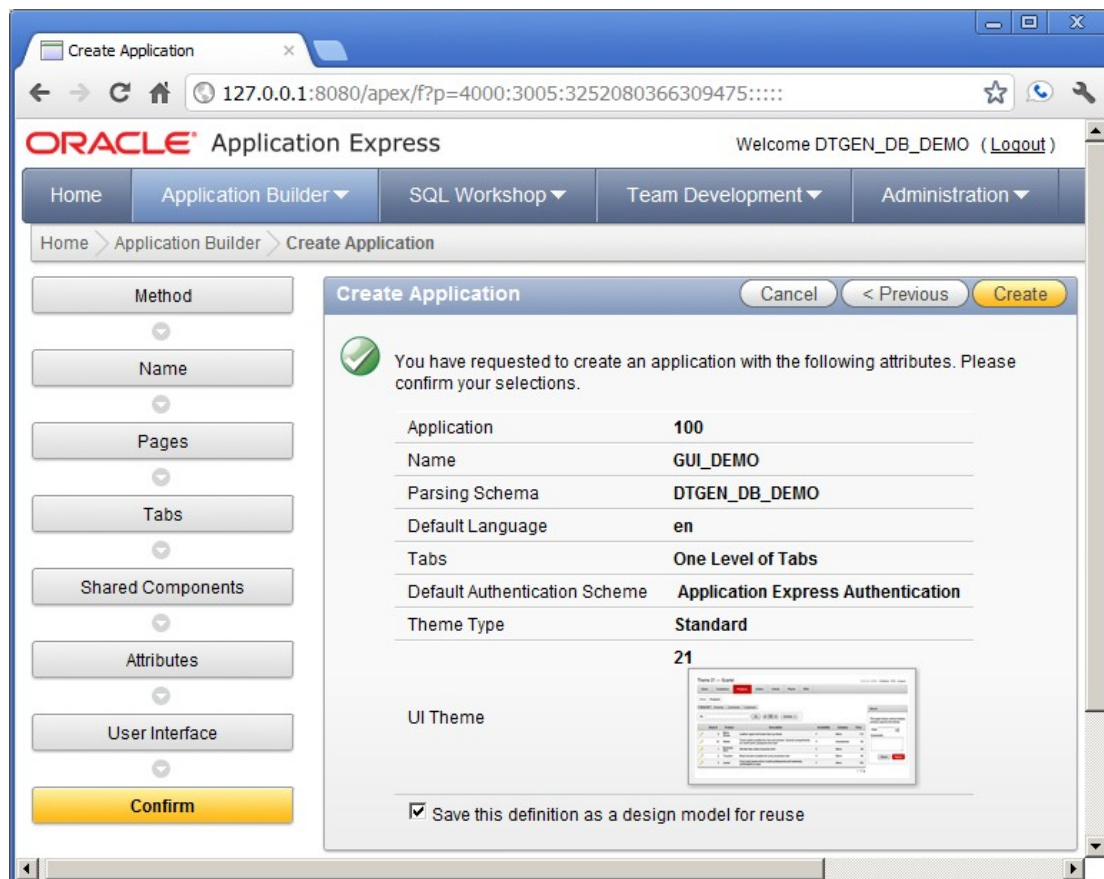 Create Application
127.0.0.1:8080/apex/f?p=4000:3005:3252080366309475:::::
ORACLE Application Express
Welcome DTGEN_DB_DEMO (Logout)
Home Application Builder SQL Workshop Team Development Administration
Home Application Builder Create Application
Method
Name
Pages
Tabs
Shared Components
Attributes
User Interface
Confirm
Create Application Cancel < Previous Create
You have requested to create an application with the following attributes. Please
confirm your selections.
Application 100
Name GUI_DEMO
Parsing Schema DTGEN_DB_DEMO
Default Language en
Tabs One Level of Tabs
Default Authentication Scheme Application Express Authentication
Theme Type Standard
UI Theme 21
Save this definition as a design model for reuse